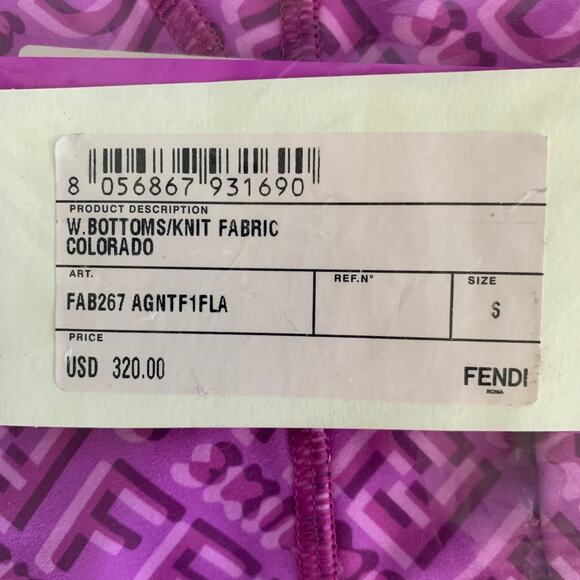 8 056867 931690
PRODUCT DESCRIPTION
W.BOTTOMS/KNIT FABRIC
COLORADO
ART.
FAB267 AGNTF1FLA
REF.N°
SIZE
S
PRICE
USD 320.00
FENDI
ROMA